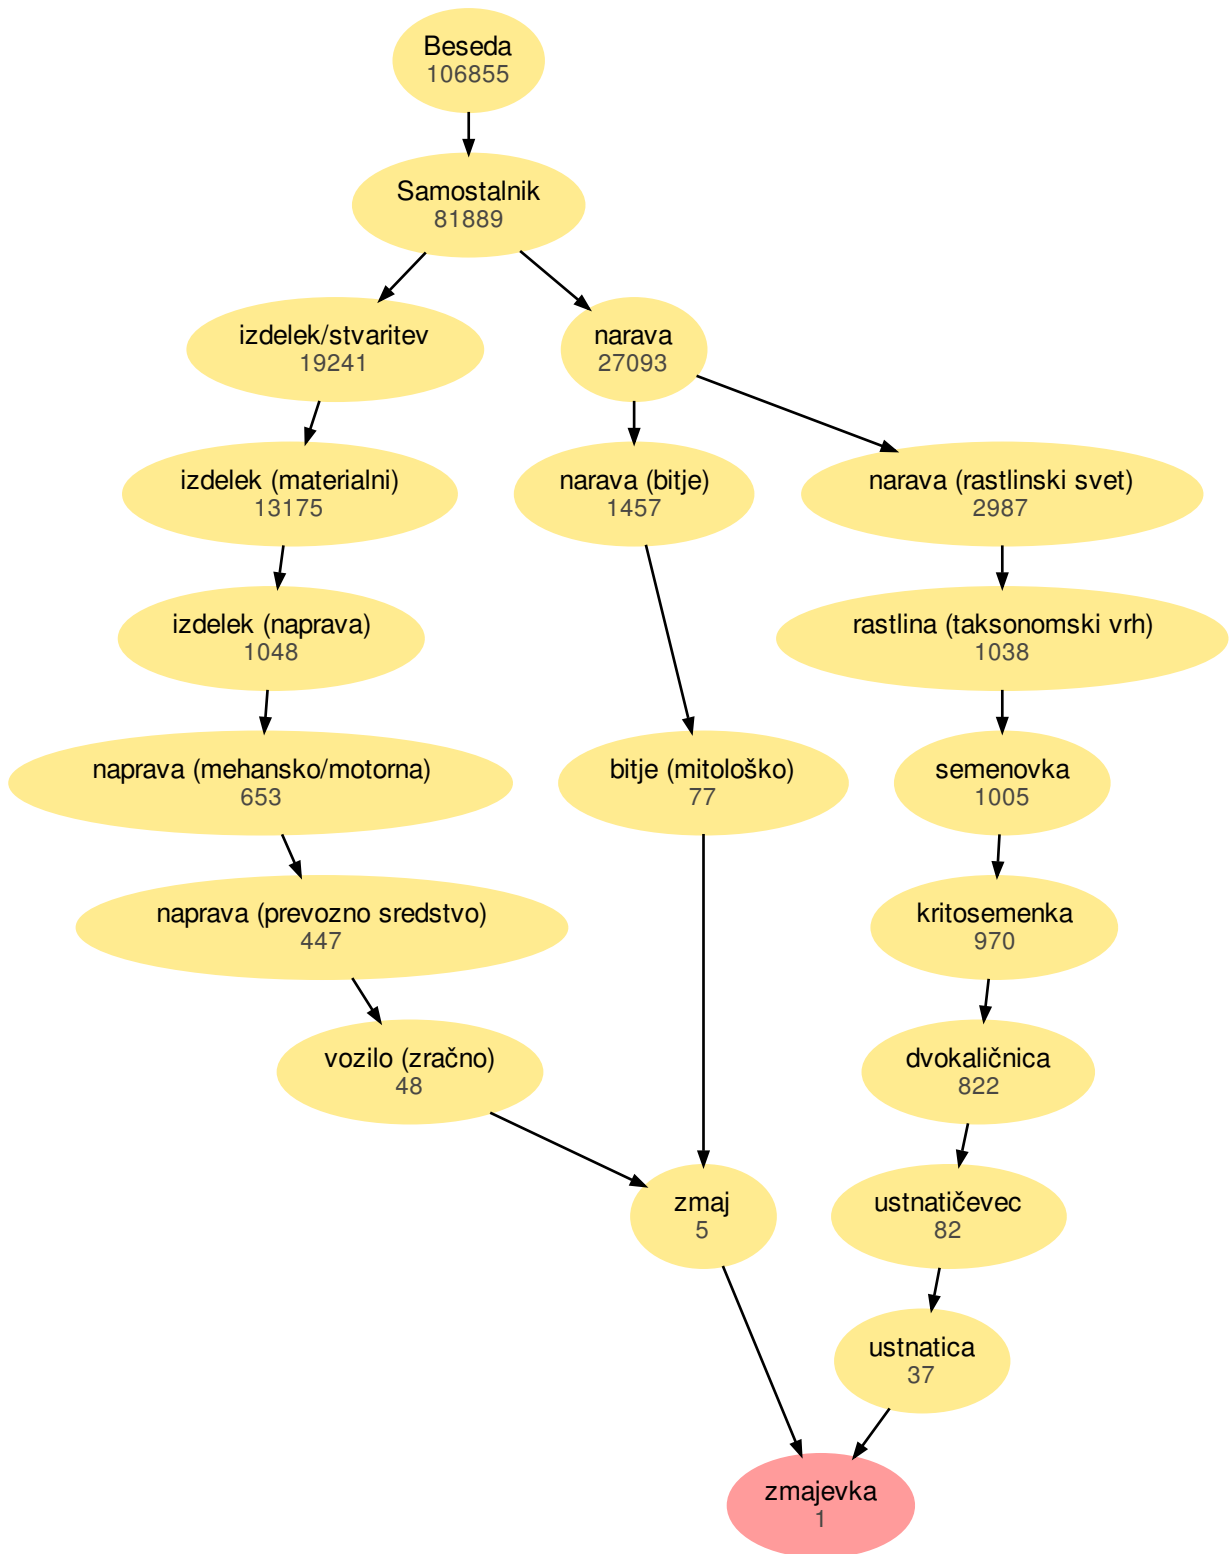 Beseda
106855
Samostalnik
81889
izdelek/stvaritev
19241
narava
27093
izdelek (materialni)
13175
narava (bitje)
1457
narava (rastlinski svet)
2987
izdelek (naprava)
1048
rastlina (taksonomski vrh)
1038
naprava (mehansko/motorna)
653
bitje (mitološko)
77
semenovka
1005
naprava (prevozno sredstvo)
447
kritosemenka
970
vozilo (zračno)
48
dvokaličnica
822
zmaj
5
ustnatičevec
82
ustnatica
37
zmajevka
1